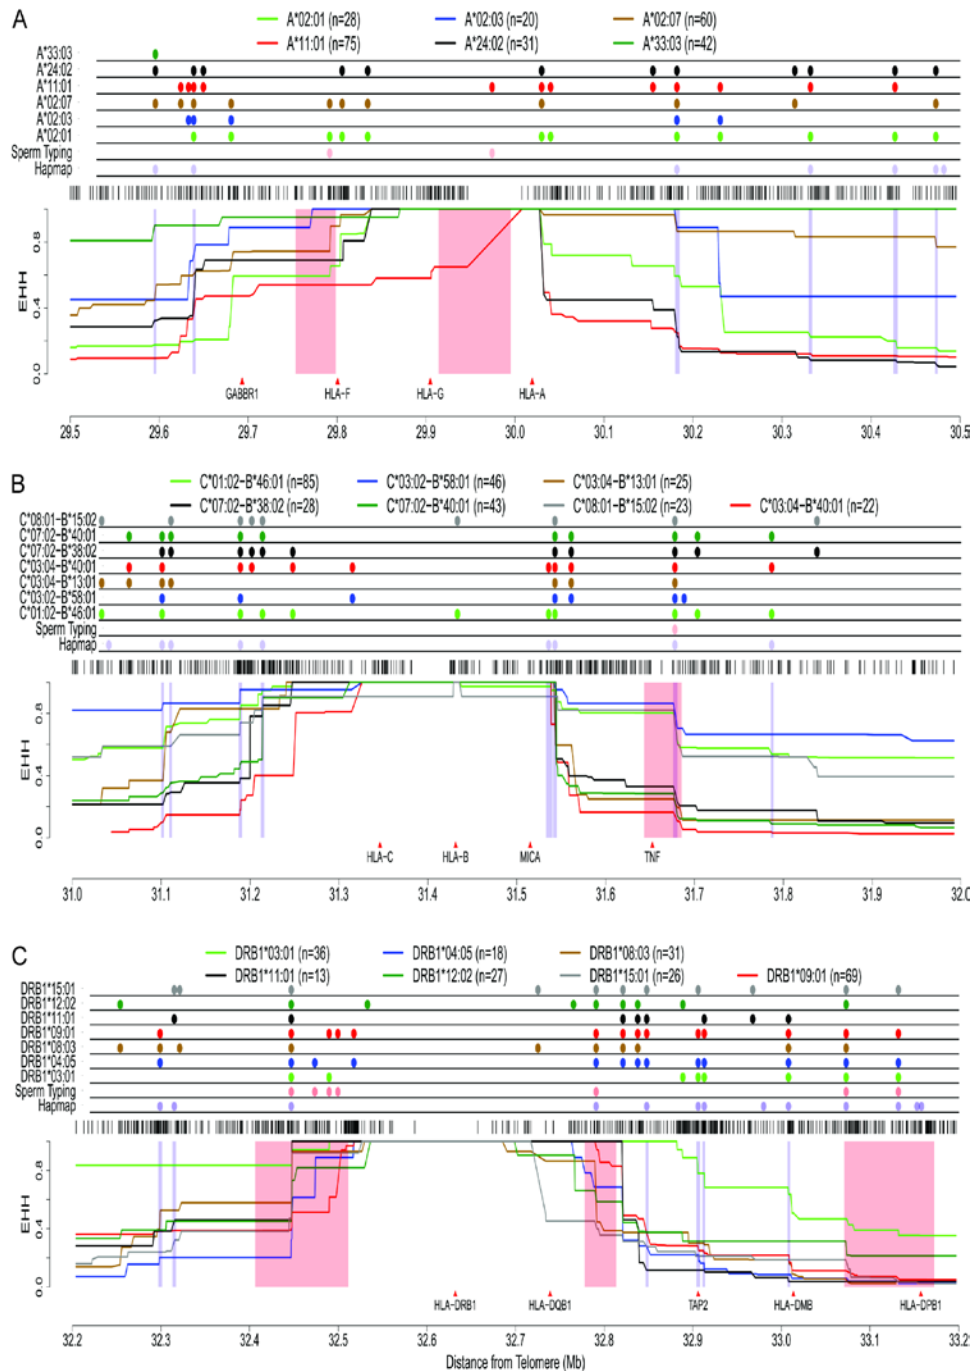 A
A*02:01 (n=28) A*02:03 (n=20) A*02:07 (n=60)
A*11:01 (n=75) A*24:02 (n=31) A*33:03 (n=42)
A*33:03
A*24:02
A*11:01
A*02:07
A*02:03
A*02:01
Sperm Typing
Hapmap
EHH
0.8
0.4
0.0
GABBR1 HLA-F HLA-G HLA-A
29.5 29.6 29.7 29.8 29.9 30.0 30.1 30.2 30.3 30.4 30.5
B
C*01:02-B*46:01 (n=85) C*03:02-B*58:01 (n=46) C*03:04-B*13:01 (n=25)
C*07:02-B*38:02 (n=28) C*07:02-B*40:01 (n=43) C*08:01-B*15:02 (n=23) C*03:04-B*40:01 (n=22)
C*08:01-B*15:02
C*07:02-B*40:01
C*07:02-B*38:02
C*03:04-B*40:01
C*03:04-B*13:01
C*03:02-B*58:01
C*01:02-B*46:01
Sperm Typing
Hapmap
EHH
0.8
0.4
0.0
HLA-C HLA-B MICA TNF
31.0 31.1 31.2 31.3 31.4 31.5 31.6 31.7 31.8 31.9 32.0
C
DRB1*03:01 (n=36) DRB1*04:05 (n=18) DRB1*08:03 (n=31)
DRB1*11:01 (n=13) DRB1*12:02 (n=27) DRB1*15:01 (n=26) DRB1*09:01 (n=69)
DRB1*15:01
DRB1*12:02
DRB1*11:01
DRB1*09:01
DRB1*08:03
DRB1*04:05
DRB1*03:01
Sperm Typing
Hapmap
EHH
0.8
0.4
0.0
HLA-DRB1 HLA-DQB1 TAP2 HLA-DMB HLA-DPB1
32.2 32.3 32.4 32.5 32.6 32.7 32.8 32.9 33.0 33.1 33.2
Distance from Telomere (Mb)